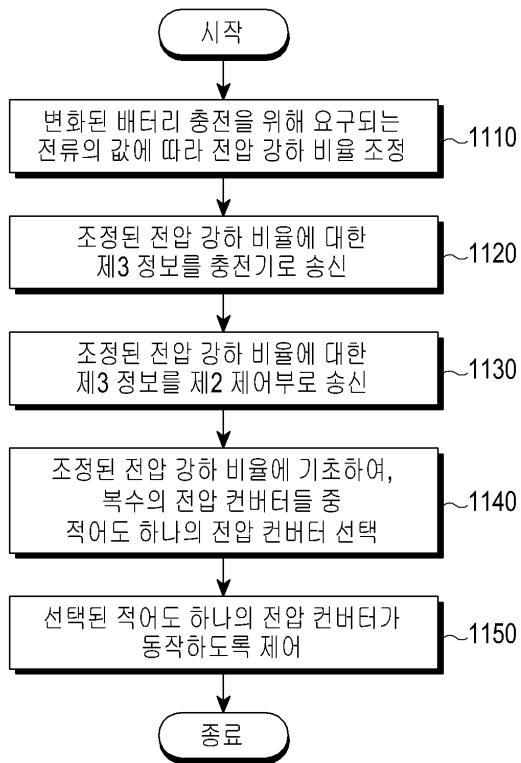 시작
변화된 배터리 충전을 위해 요구되는
전류의 값에 따라 전압 강하 비율 조정
1110
조정된 전압 강하 비율에 대한
제3 정보를 충전기로 송신
1120
조정된 전압 강하 비율에 대한
제3 정보를 제2 제어부로 송신
1130
조정된 전압 강하 비율에 기초하여,
복수의 전압 컨버터들 중
적어도 하나의 전압 컨버터 선택
1140
선택된 적어도 하나의 전압 컨버터가
동작하도록 제어
1150
종료